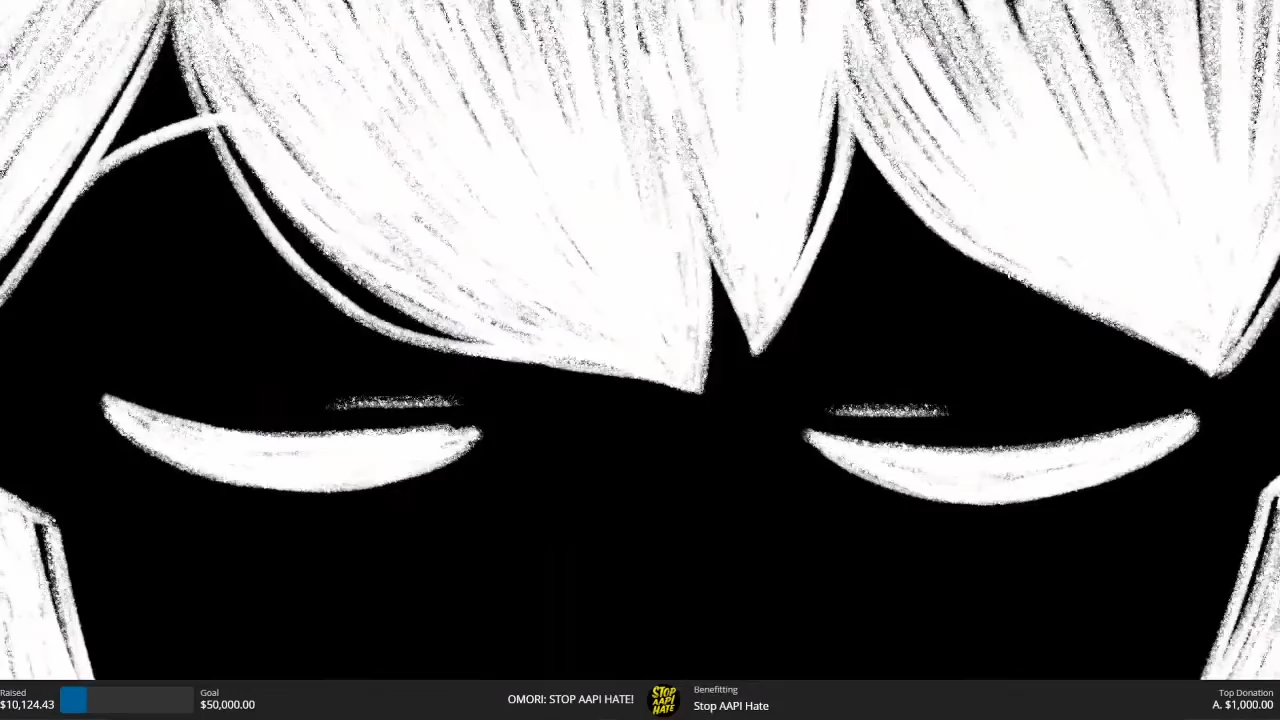 Raised
$10,124.43
Goal
$50,000.00
OMORI: STOP AAPI HATE!
STOP
AAPI
HATE
Benefitting
Stop AAPI Hate
Top Donation
A. $1,000.00